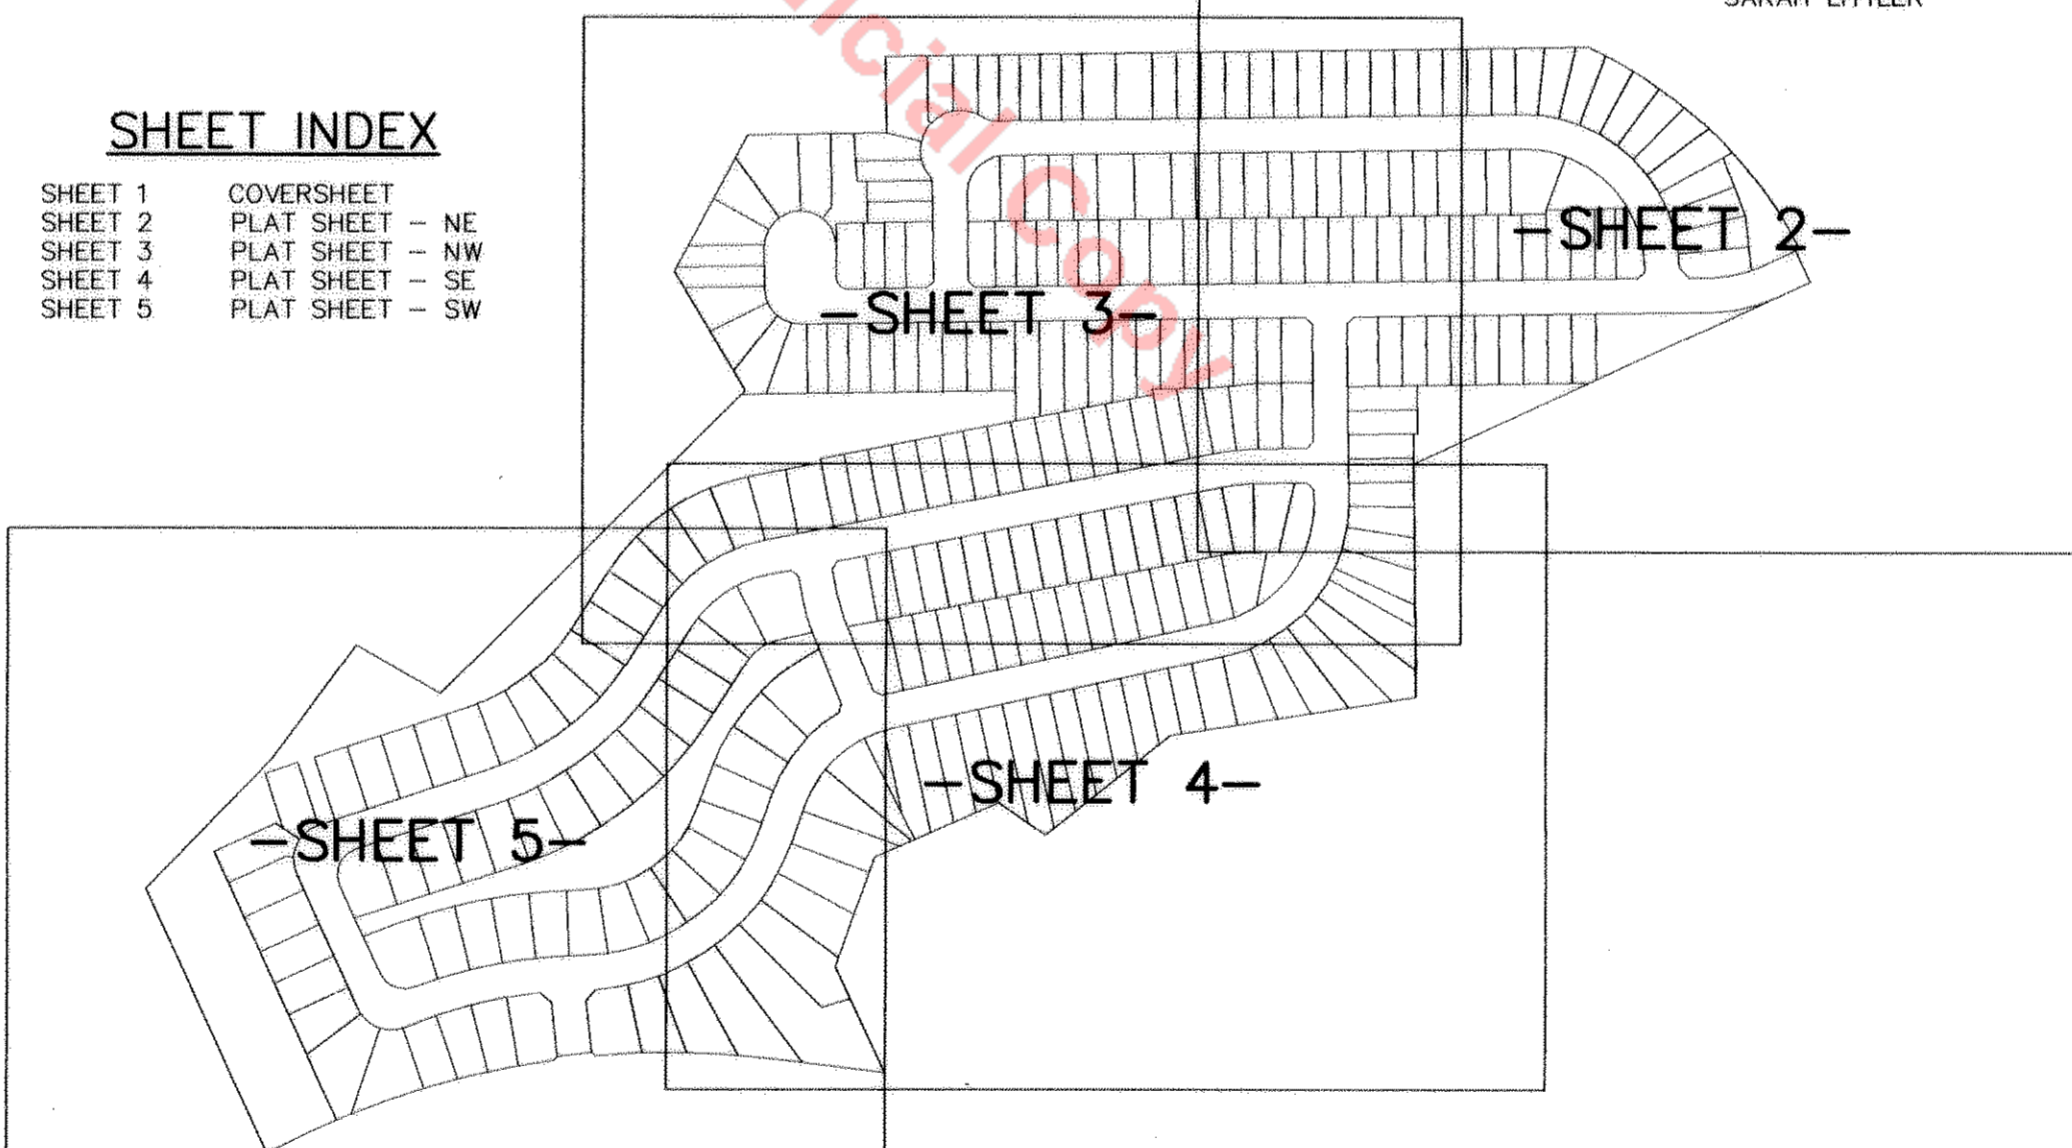 SHEET INDEX
SHEET 1 COVERSHEET
SHEET 2 PLAT SHEET – NE
SHEET 3 PLAT SHEET – NW
SHEET 4 PLAT SHEET – SE
SHEET 5 PLAT SHEET – SW
–SHEET 2–
–SHEET 3–
–SHEET 4–
–SHEET 5–
Copy